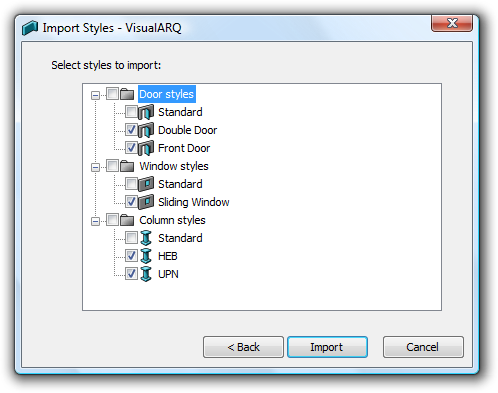 Import Styles - VisualARQ
Select styles to import:
Door styles
Standard
Double Door
Front Door
Window styles
Standard
Sliding Window
Column styles
Standard
HEB
UPN
< Back Import Cancel